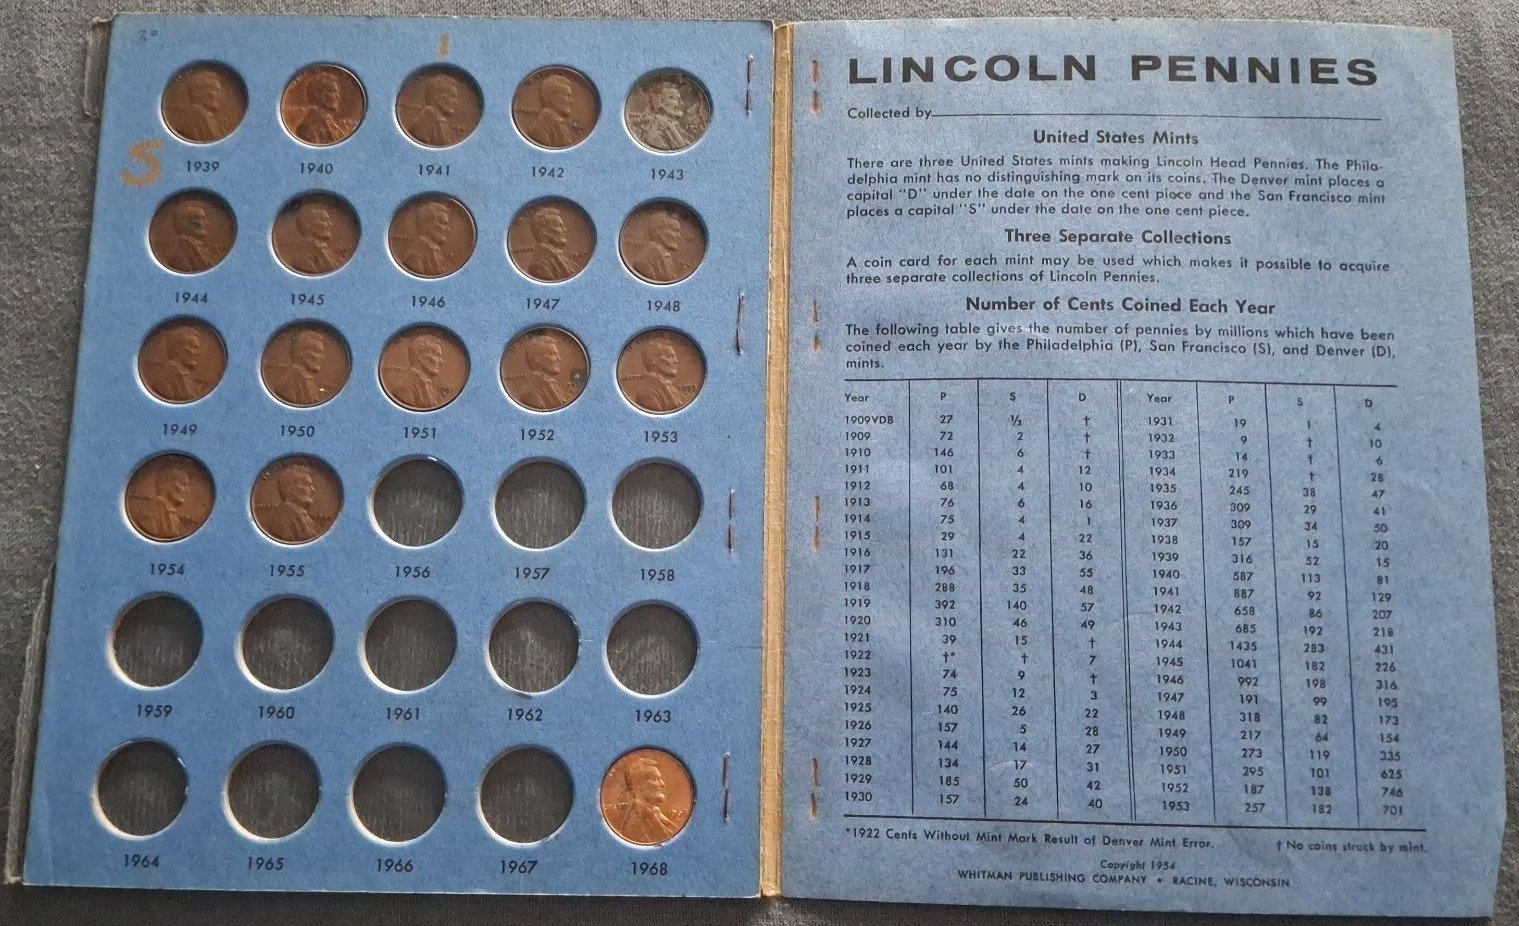 3⁰
1
S
1939 1940 1941 1942 1943
1944 1945 1946 1947 1948
1949 1950 1951 1952 1953
1954 1955 1956 1957 1958
1959 1960 1961 1962 1963
1964 1965 1966 1967 1968
LINCOLN PENNIES
Collected by
United States Mints
There are three United States mints making Lincoln Head Pennies. The Phila-
delphia mint has no distinguishing mark on its coins. The Denver mint places a
capital "D" under the date on the one cent piece and the San Francisco mint
places a capital "S" under the date on the one cent piece.
Three Separate Collections
A coin card for each mint may be used which makes it possible to acquire
three separate collections of Lincoln Pennies.
Number of Cents Coined Each Year
The following table gives the number of pennies by millions which have been
coined each year by the Philadelphia (P), San Francisco (S), and Denver (D),
mints.
Year P S D Year P S D
1909VDB 27 ½ † 1931 19 1 4
1909 72 2 † 1932 9 † 10
1910 146 6 † 1933 14 † 6
1911 101 4 12 1934 219 † 28
1912 68 4 10 1935 245 38 47
1913 76 6 16 1936 309 29 41
1914 75 4 1 1937 309 34 50
1915 29 4 22 1938 157 15 20
1916 131 22 36 1939 316 52 15
1917 196 33 55 1940 587 113 81
1918 288 35 48 1941 887 92 129
1919 392 140 57 1942 658 86 207
1920 310 46 49 1943 685 192 218
1921 39 15 † 1944 1435 283 431
1922 †* † 7 1945 1041 182 226
1923 74 9 † 1946 992 198 316
1924 75 12 3 1947 191 99 195
1925 140 26 22 1948 318 82 173
1926 157 5 28 1949 217 64 154
1927 144 14 27 1950 273 119 335
1928 134 17 31 1951 295 101 625
1929 185 50 42 1952 187 138 746
1930 157 24 40 1953 257 182 701
*1922 Cents Without Mint Mark Result of Denver Mint Error. † No coins struck by mint.
Copyright 1954
WHITMAN PUBLISHING COMPANY • RACINE, WISCONSIN